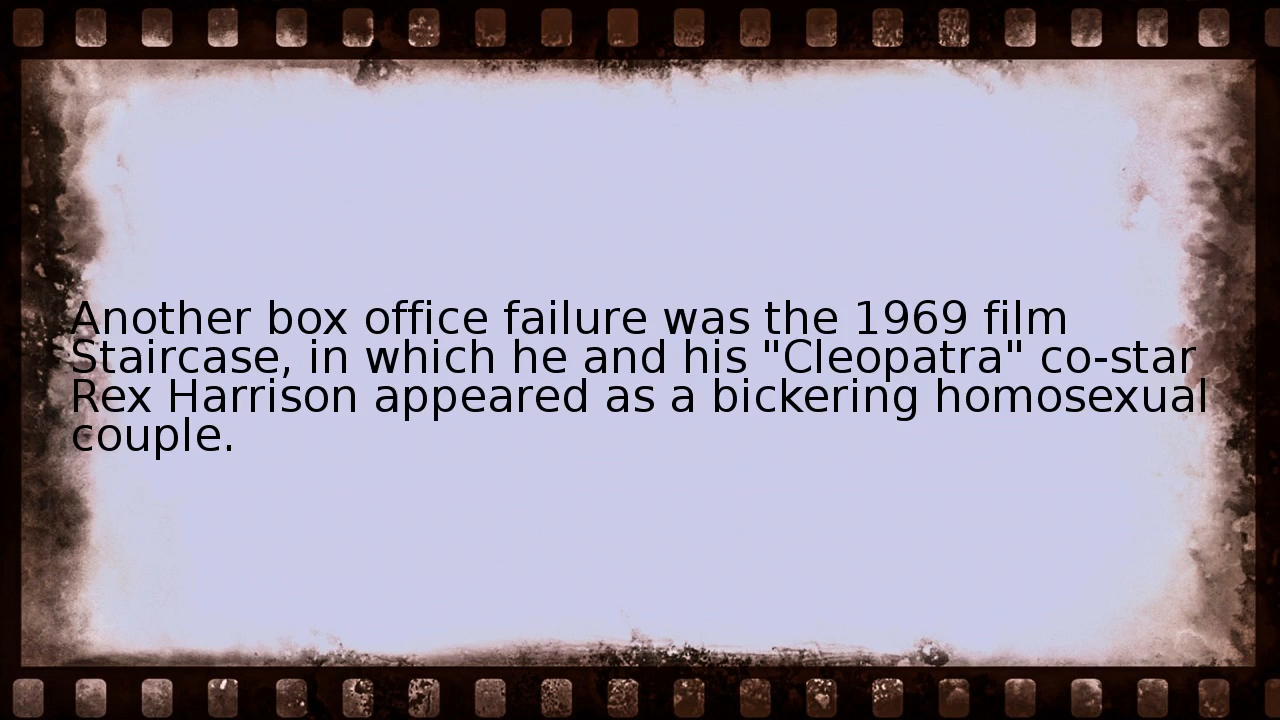 Another box office failure was the 1969 film
Staircase, in which he and his "Cleopatra" co-star
Rex Harrison appeared as a bickering homosexual
couple.